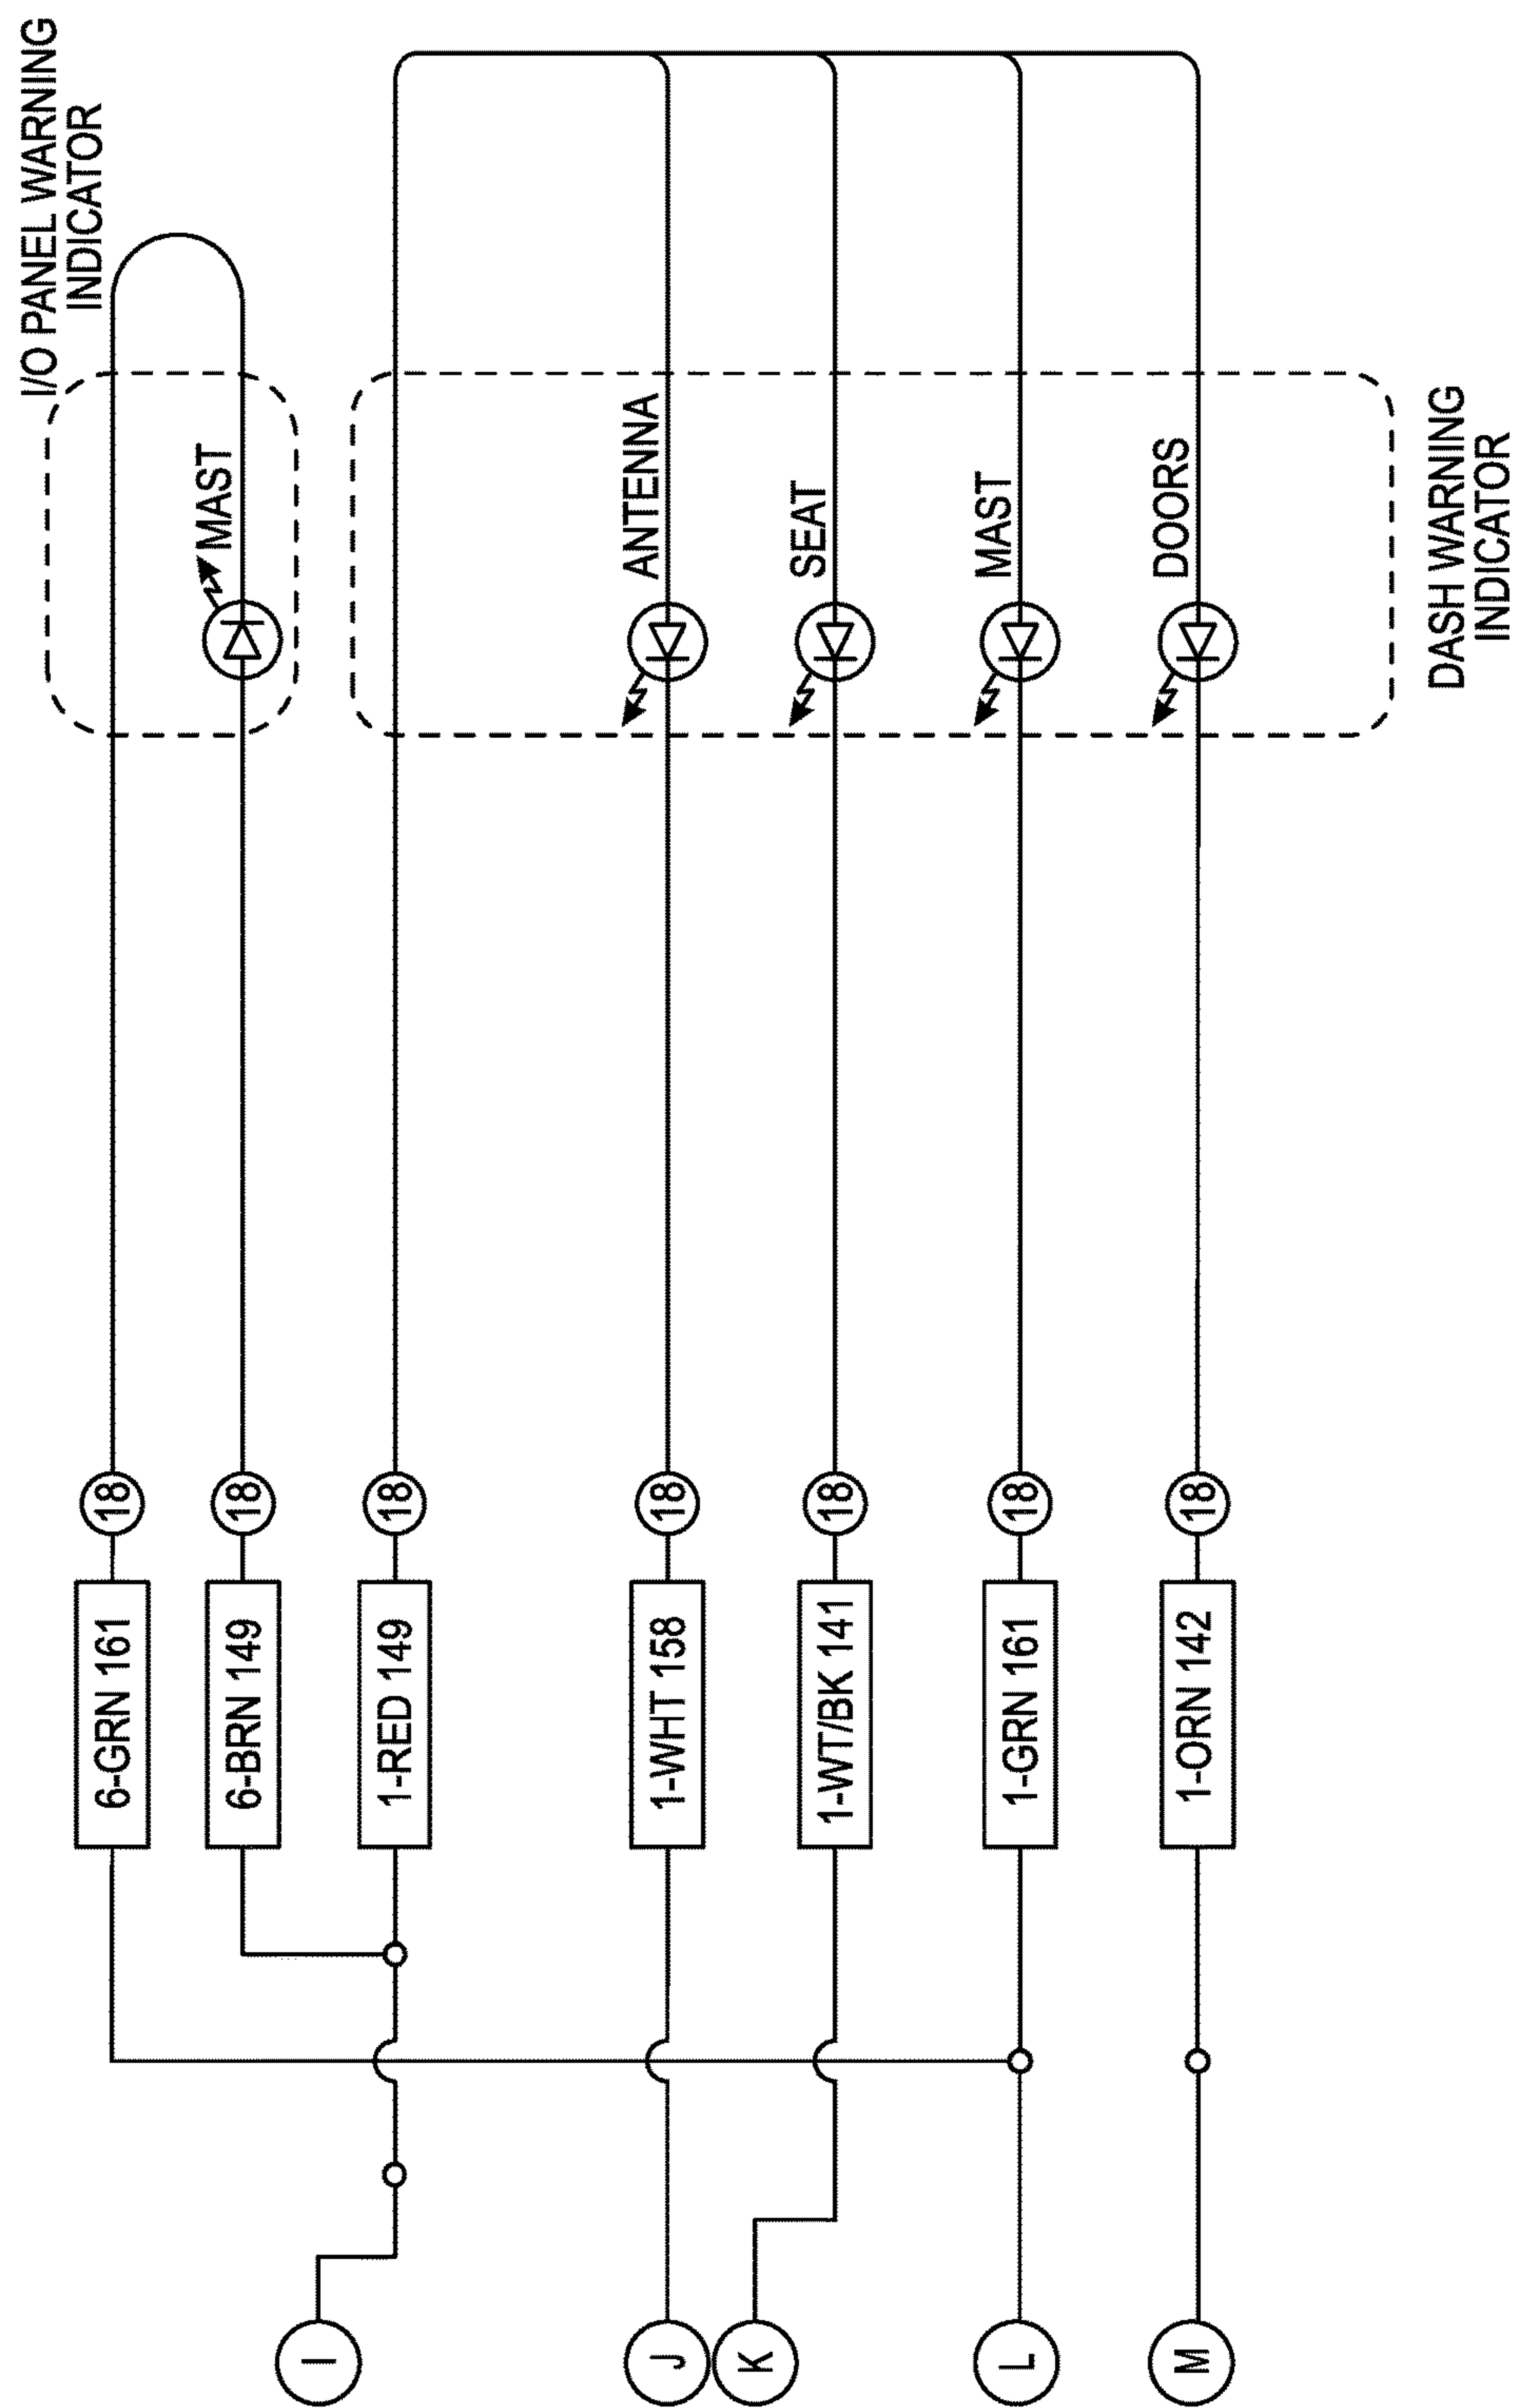 I/O PANEL WARNING
INDICATOR
MAST
18
6-GRN 161
18
6-BRN 149
18
1-RED 149
I
ANTENNA
18
1-WHT 158
J
SEAT
18
1-WT/BK 141
K
MAST
18
1-GRN 161
L
DOORS
18
1-ORN 142
M
DASH WARNING
INDICATOR